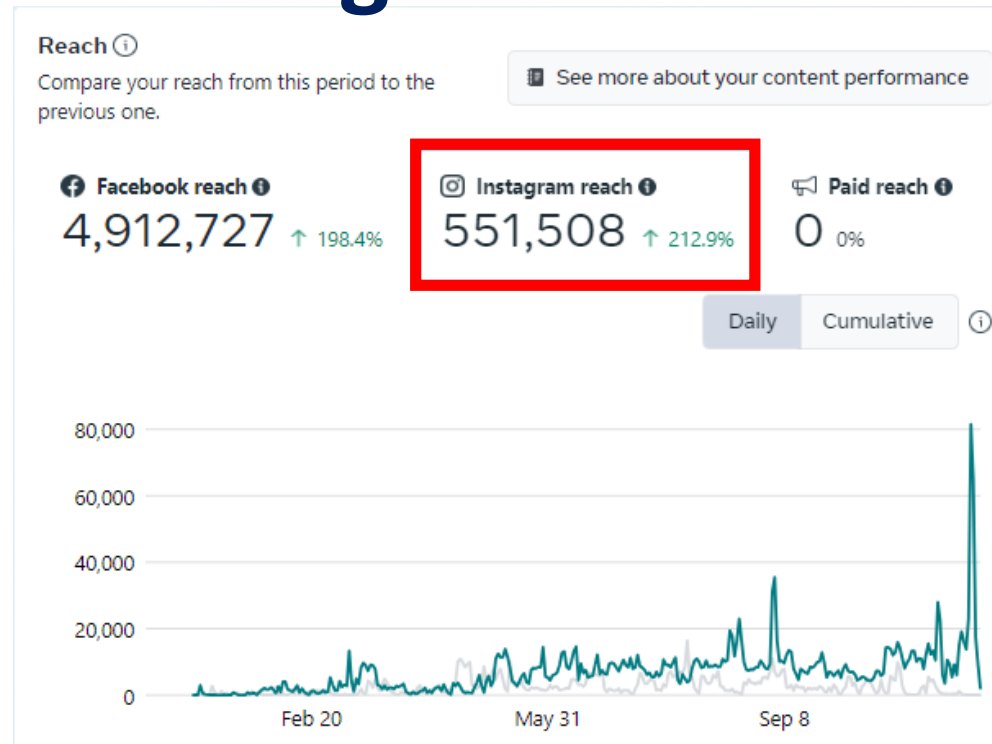 Reach
Compare your reach from this period to the
previous one.
See more about your content performance
Facebook reach
4,912,727 ↑ 198.4%
Instagram reach
551,508 ↑ 212.9%
Paid reach
0 0%
Daily Cumulative
80,000
60,000
40,000
20,000
0
Feb 20 May 31 Sep 8